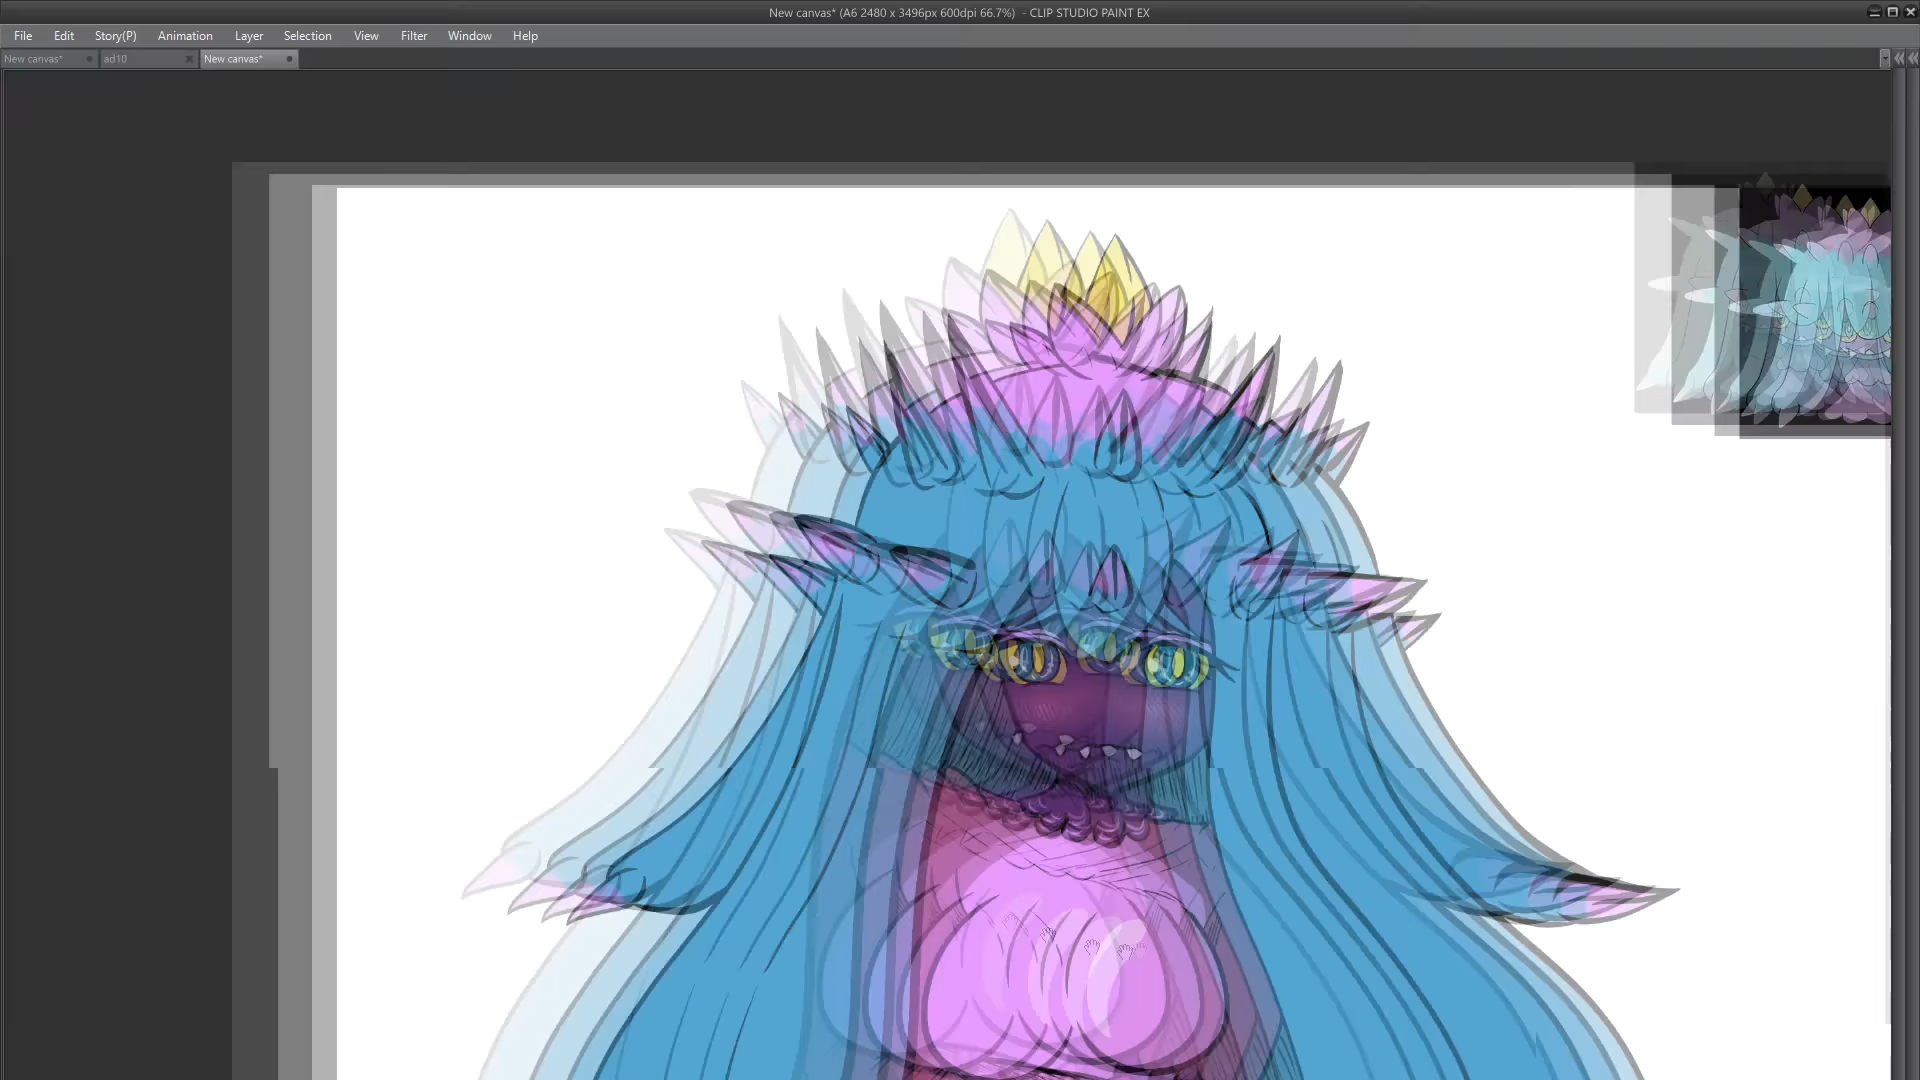 New canvas* (A6 2480 x 3496px 600dpi 66.7%) - CLIP STUDIO PAINT EX
File Edit Story(P) Animation Layer Selection View Filter Window Help
New canvas* ad10 New canvas*